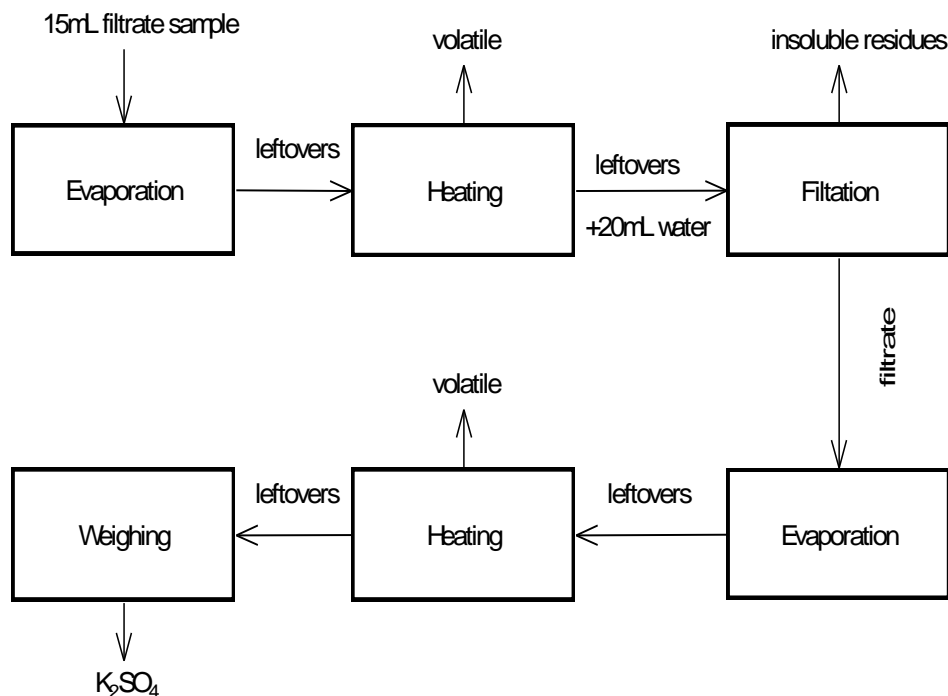 15mL filtrate sample
volatile
insoluble residues
Evaporation
leftovers
Heating
leftovers
+20mL water
Filtation
filtrate
volatile
Weighing
leftovers
Heating
leftovers
Evaporation
K₂SO₄